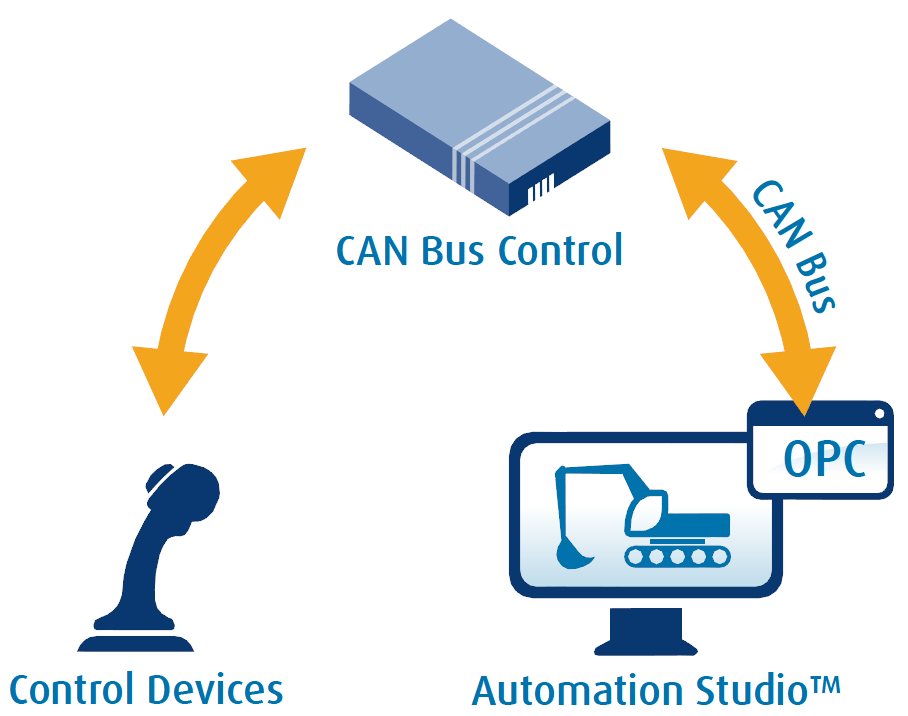 CAN Bus Control
CAN Bus
OPC
Control Devices
Automation Studio™